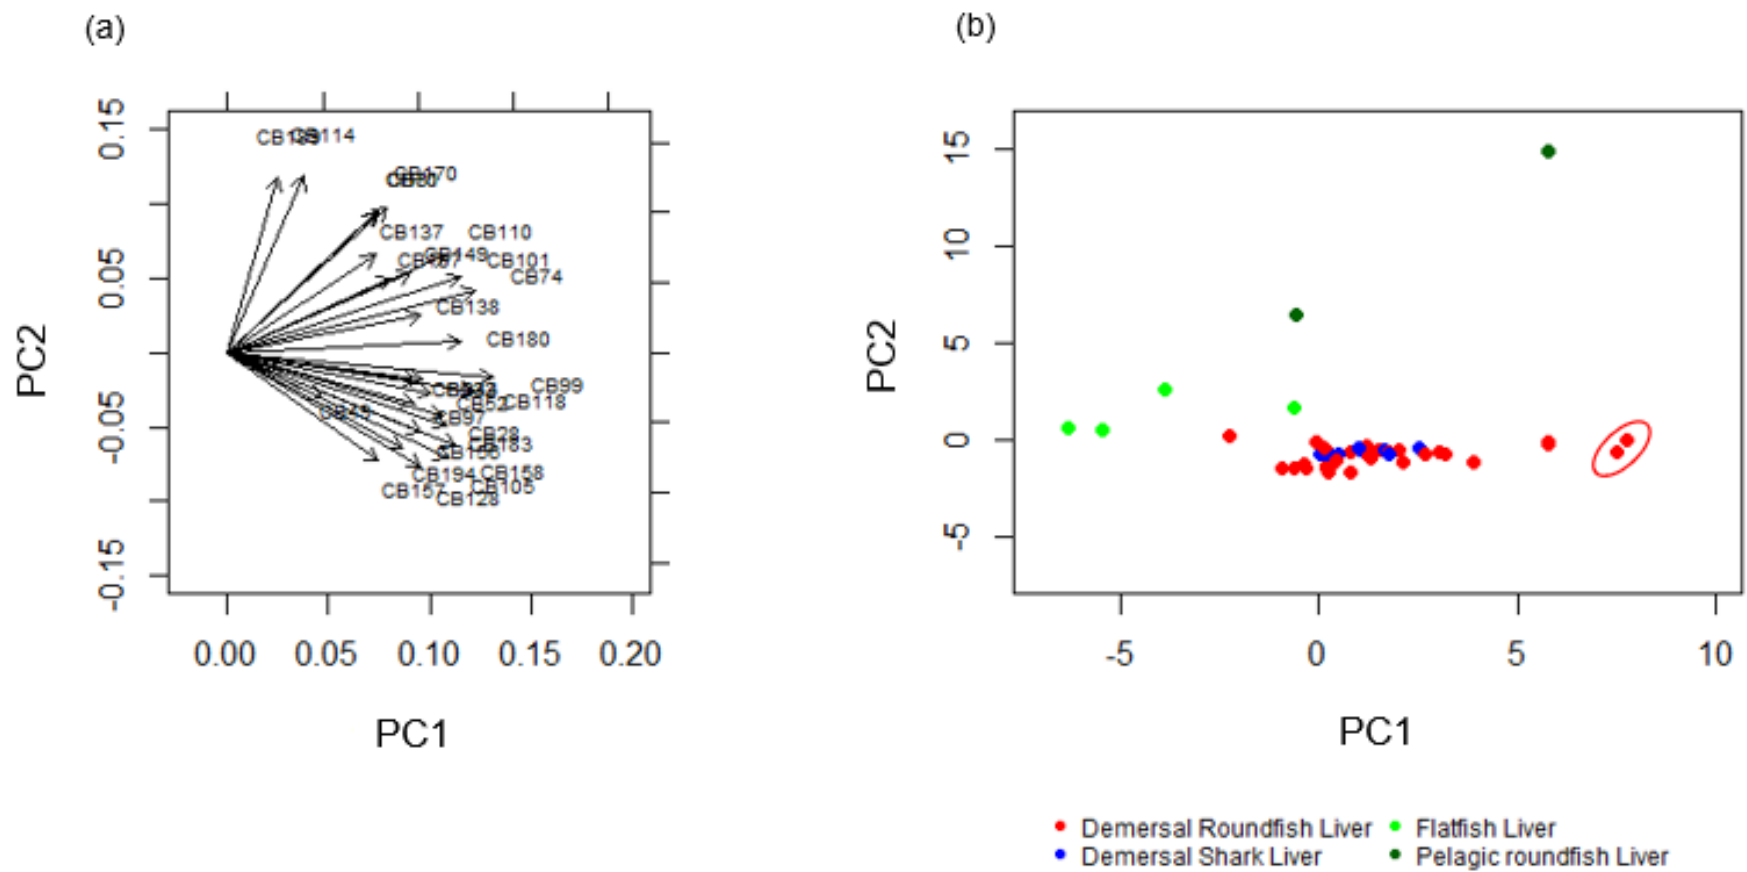 (a)
(b)
PC2
0.15
0.05
-0.05
-0.15
CB114
CB170
CB137
CB110
CB149
CB101
CB74
CB138
CB180
CB99
CB118
CB52
CB97
CB28
CB183
CB194
CB158
CB157
CB105
CB128
0.00 0.05 0.10 0.15 0.20
PC1
PC2
15
10
5
0
-5
-5 0 5 10
PC1
Demersal Roundfish Liver
Flatfish Liver
Demersal Shark Liver
Pelagic roundfish Liver